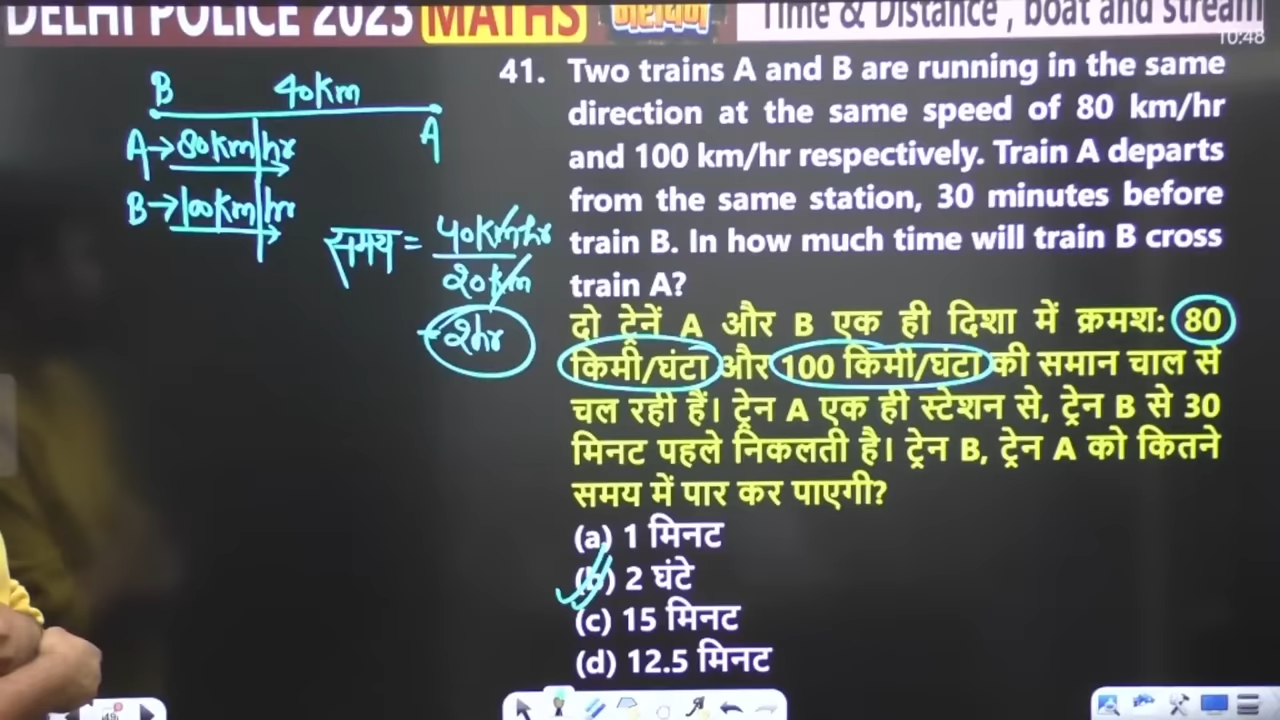 DELHI POLICE 2023 MATHS
Time & Distance , boat and stream
10:48
B 40Km
A
A→80Km/hr
B→100Km/hr
समय = 40Km hr
20Km
2hr
41. Two trains A and B are running in the same
direction at the same speed of 80 km/hr
and 100 km/hr respectively. Train A departs
from the same station, 30 minutes before
train B. In how much time will train B cross
train A?
दो ट्रेनें A और B एक ही दिशा में क्रमश: 80
किमी/घंटा और 100 किमी/घंटा की समान चाल से
चल रही हैं। ट्रेन A एक ही स्टेशन से, ट्रेन B से 30
मिनट पहले निकलती है। ट्रेन B, ट्रेन A को कितने
समय में पार कर पाएगी?
(a) 1 मिनट
(b) 2 घंटे
(c) 15 मिनट
(d) 12.5 मिनट